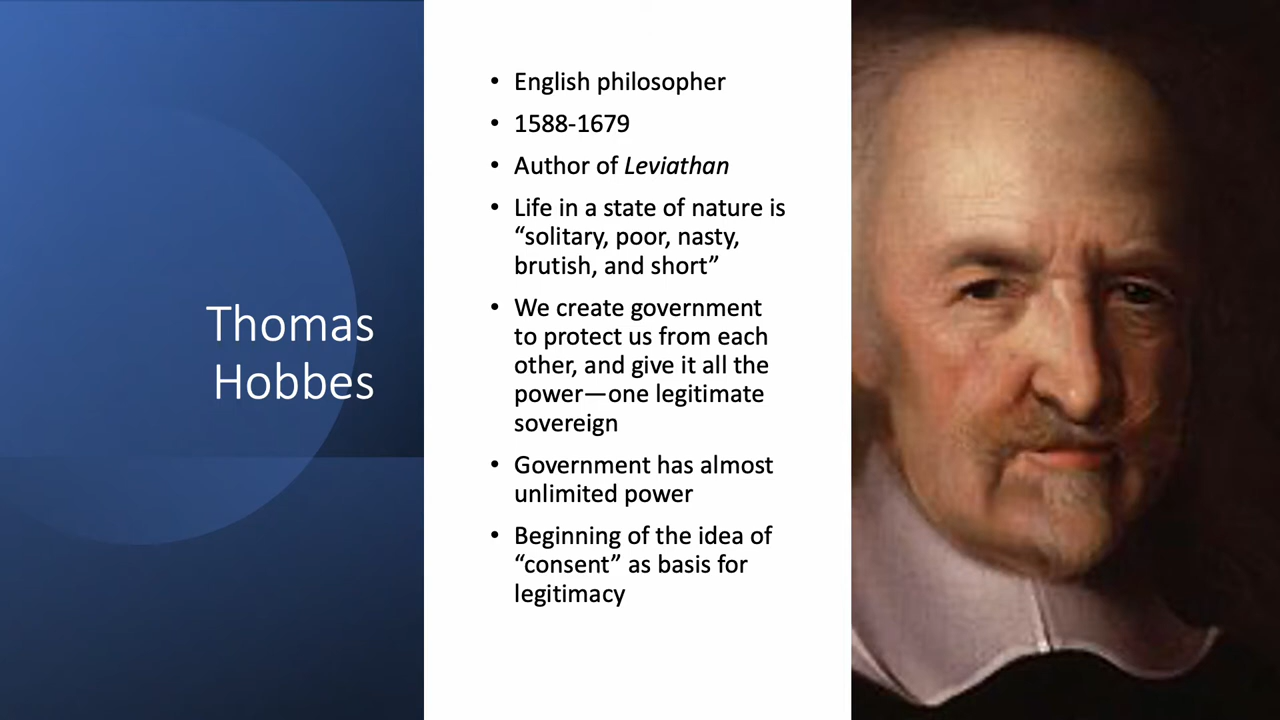 Thomas
Hobbes
• English philosopher
• 1588-1679
• Author of Leviathan
• Life in a state of nature is
“solitary, poor, nasty,
brutish, and short”
• We create government
to protect us from each
other, and give it all the
power—one legitimate
sovereign
• Government has almost
unlimited power
• Beginning of the idea of
“consent” as basis for
legitimacy